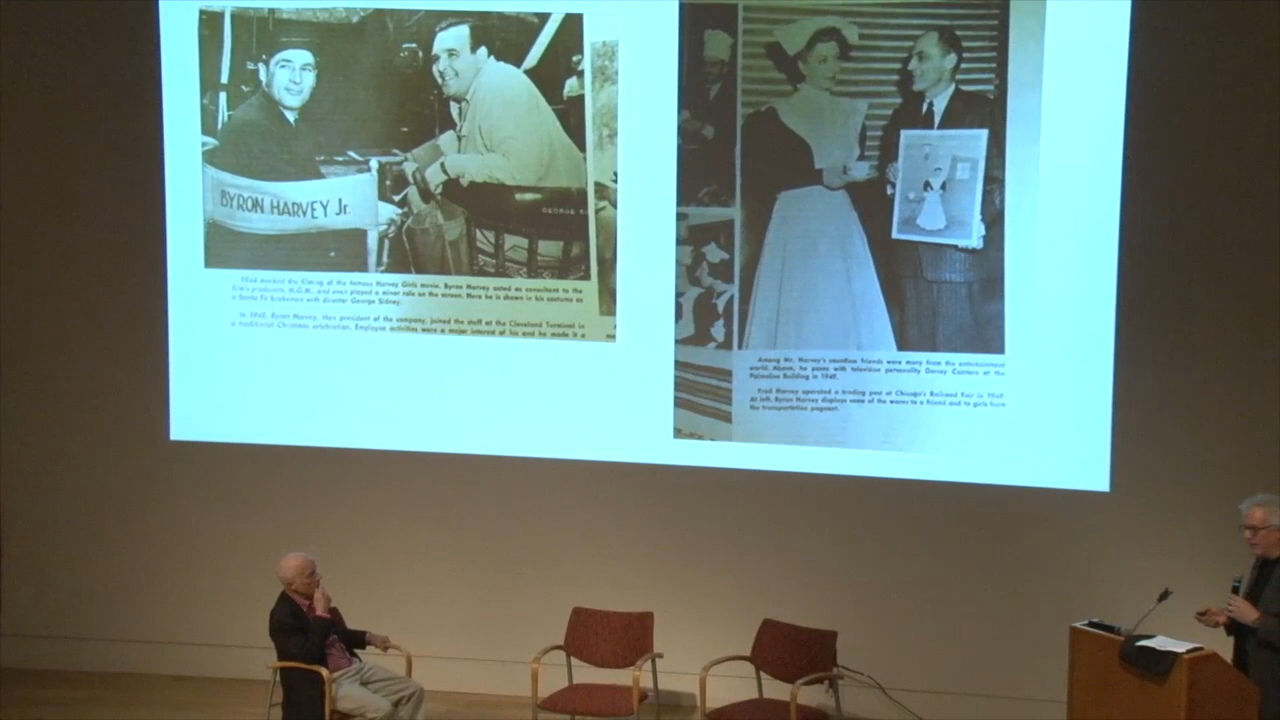 BYRON HARVEY Jr.
GEORGE
marked the filming of the famous Harvey Girls movie. Byron Harvey acted as consultant to the
film's producers, M.G.M., and even played a minor role on the screen. Here he is shown in his costume as
a Santa Fe brakeman with director George Sidney.
In Byron Harvey, then president of the company, joined the staff at the Cleveland Terminal in
a traditional Christmas celebration. Employee activities were a major interest of his and he made it a
Among Mr. Harvey's countless friends were many from the entertainment
world. Above, he poses with television personality Dorsey Connors at the
Palmolive Building in 1949.
Fred Harvey operated a trading post at Chicago's Railroad Fair in
At left, Byron Harvey displays some of the wares to a friend and to girls from
the transportation pageant.